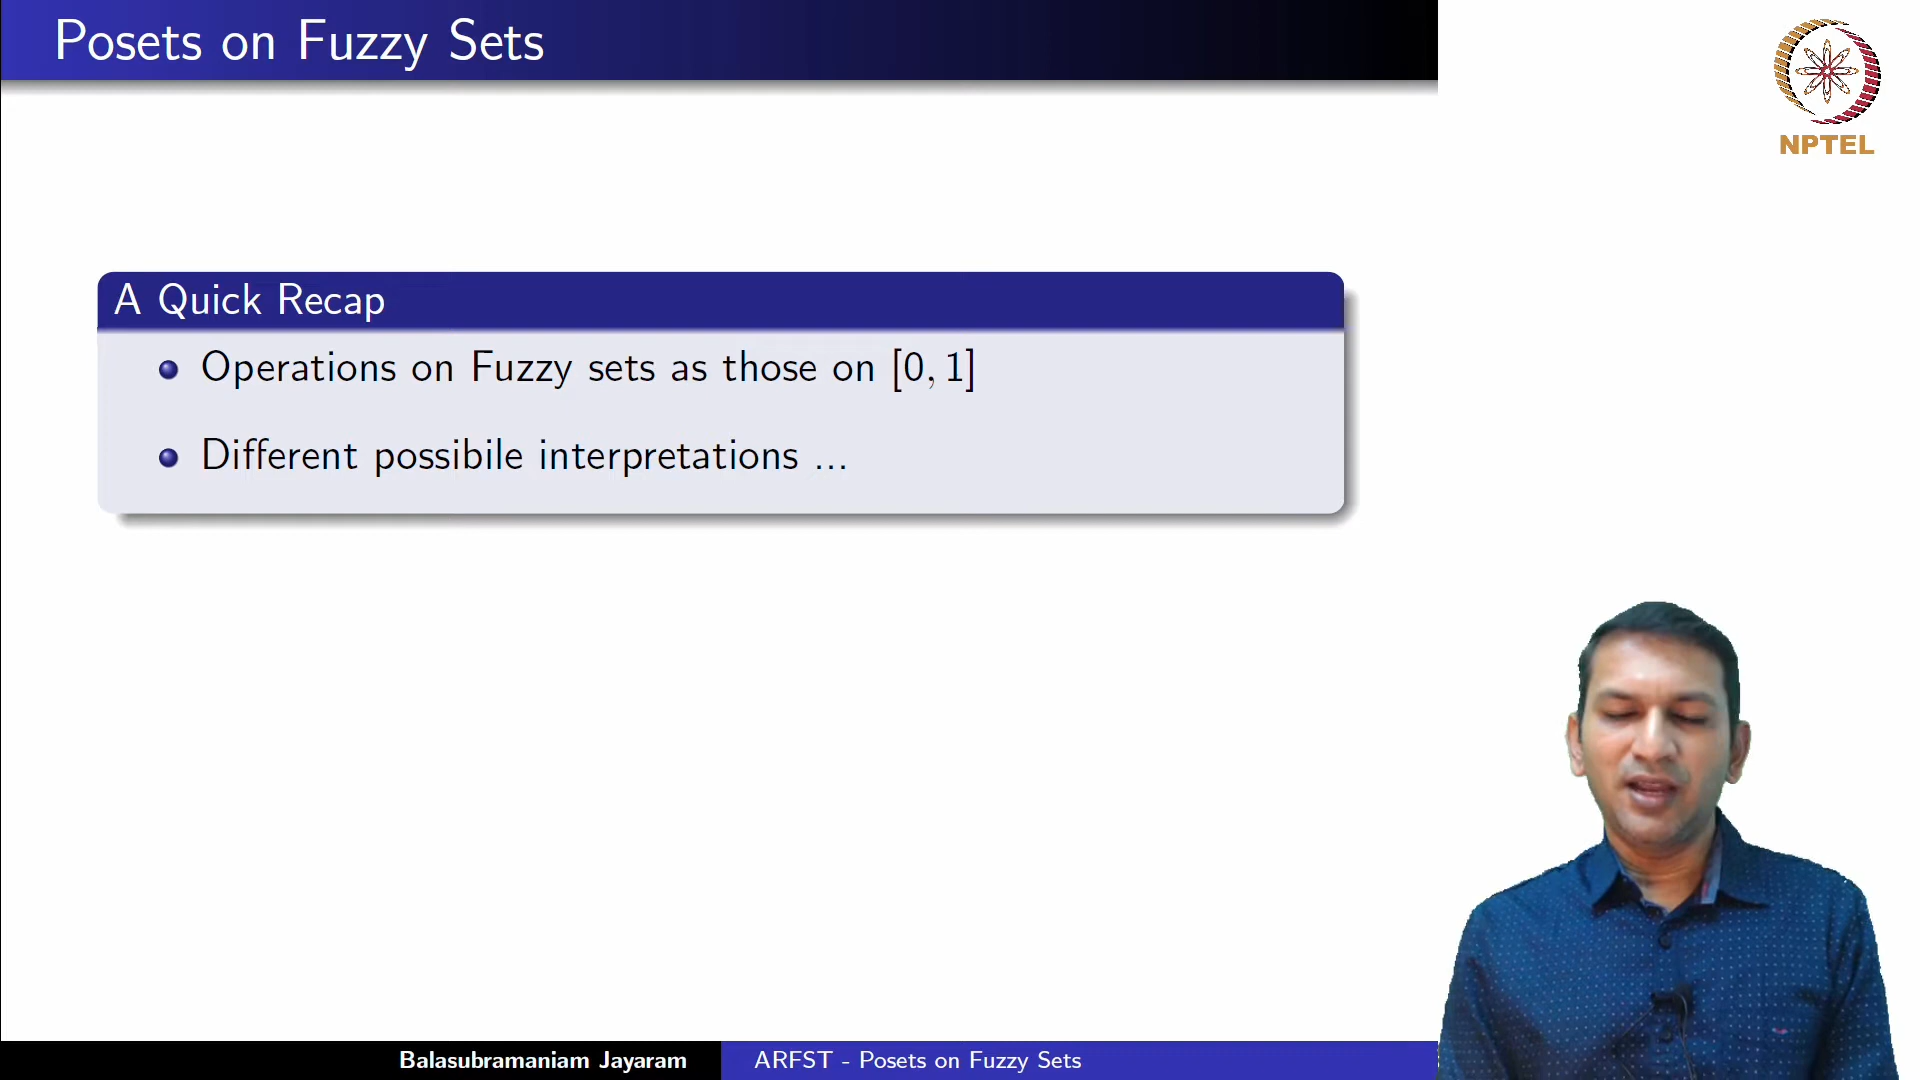 Posets on Fuzzy Sets
NPTEL
A Quick Recap
Operations on Fuzzy sets as those on [0, 1]
Different possibile interpretations ...
Balasubramaniam Jayaram
ARFST - Posets on Fuzzy Sets